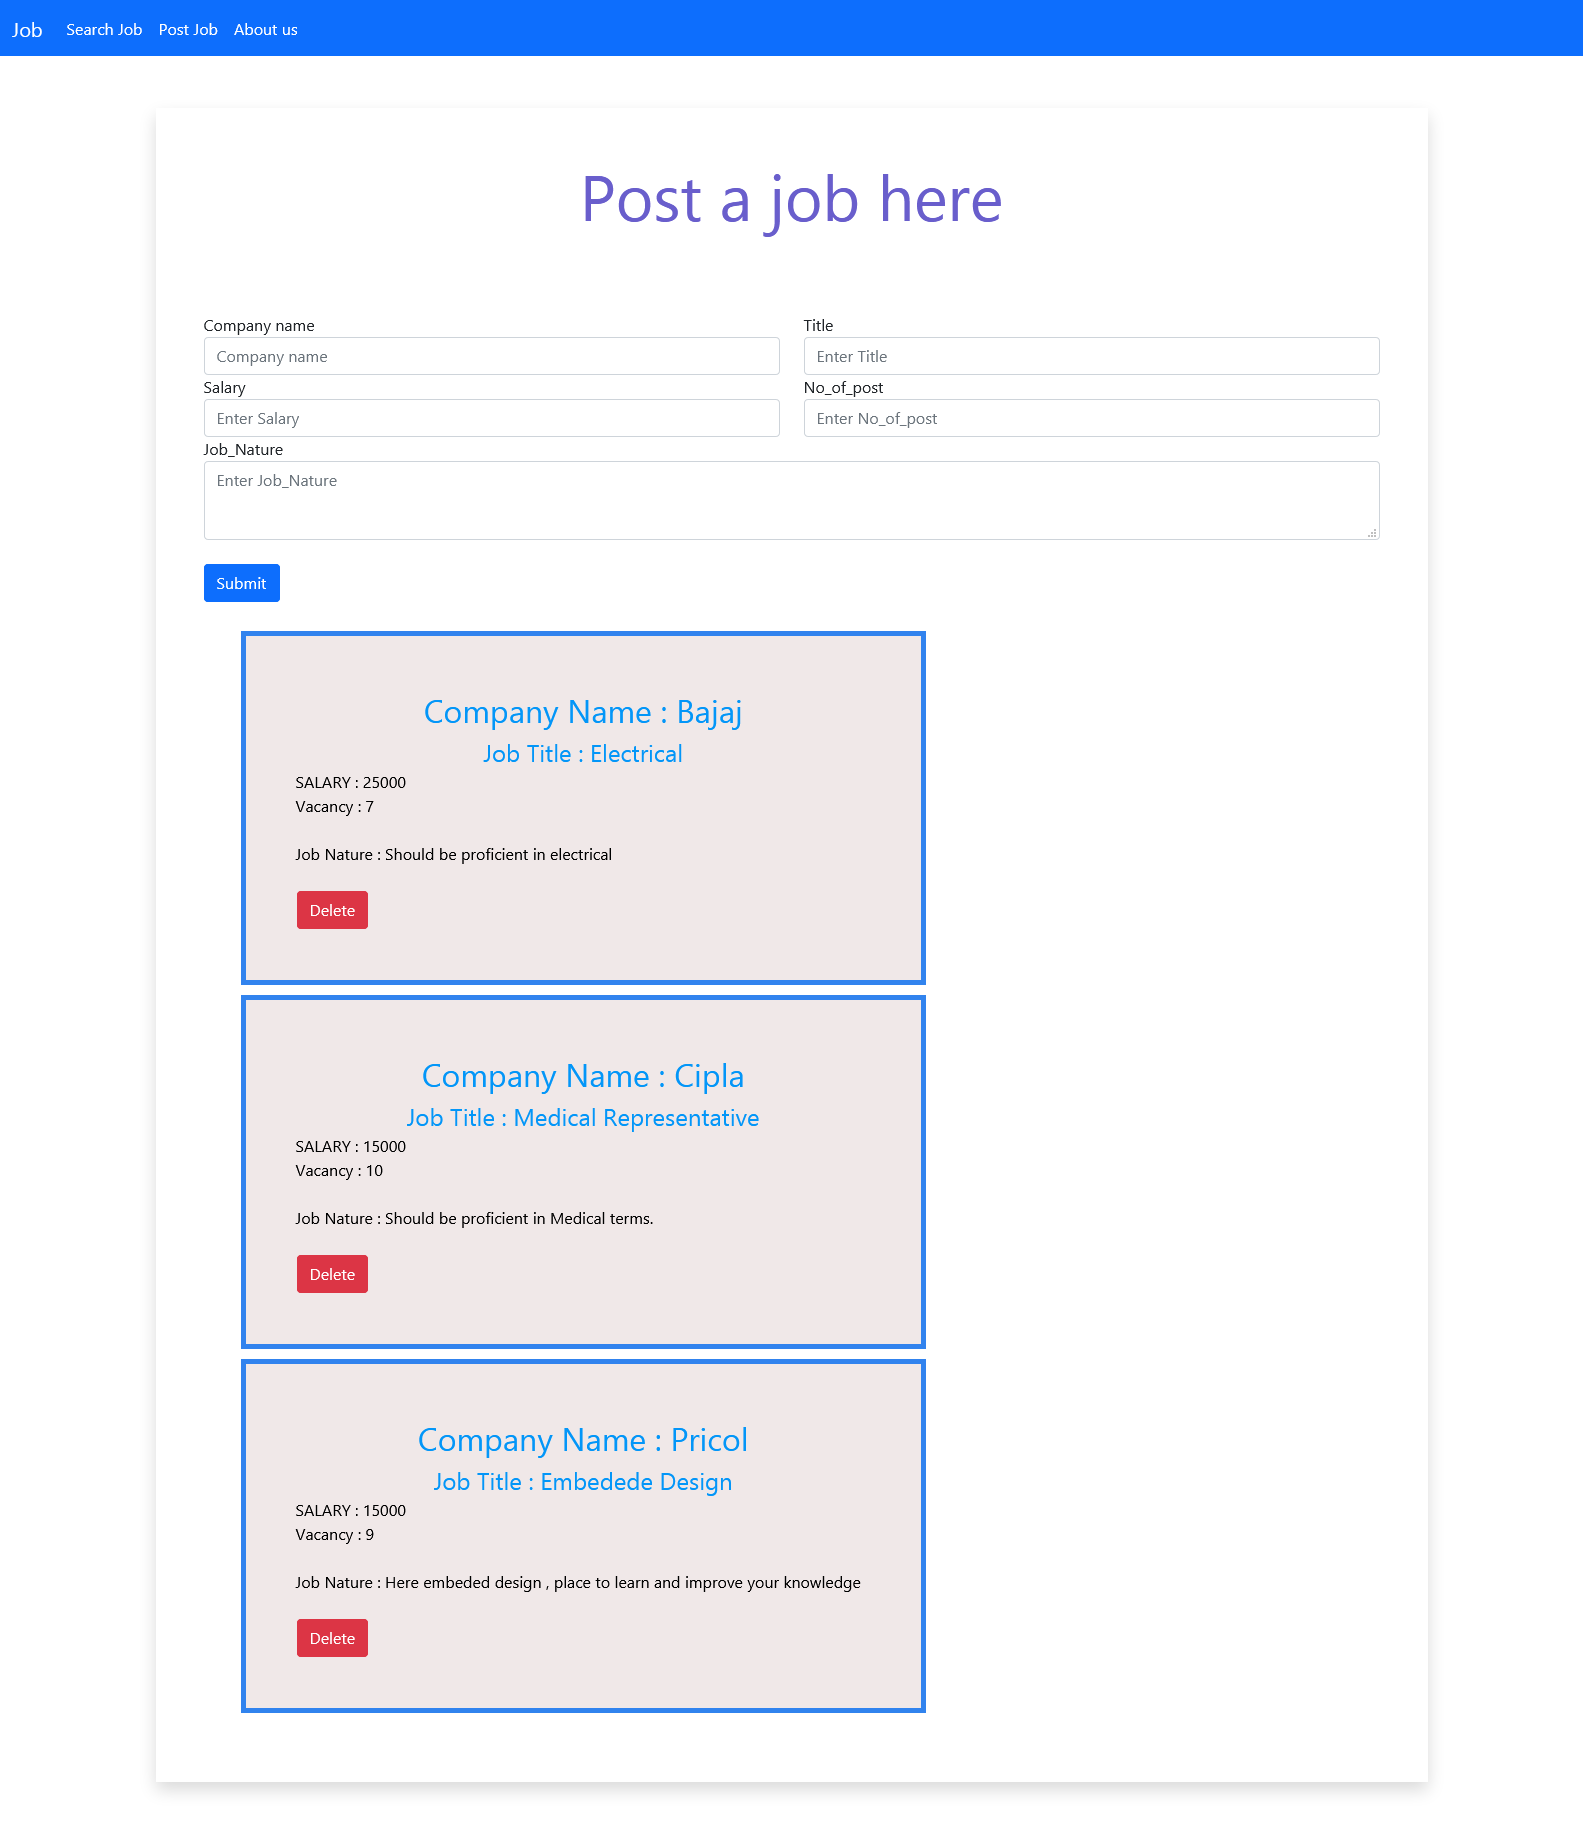 Job Search Job Post Job About us
Post a job here
Company name Title
Company name Enter Title
Salary No_of_post
Enter Salary Enter No_of_post
Job_Nature
Enter Job_Nature
Submit
Company Name : Bajaj
Job Title : Electrical
SALARY : 25000
Vacancy : 7
Job Nature : Should be proficient in electrical
Delete
Company Name : Cipla
Job Title : Medical Representative
SALARY : 15000
Vacancy : 10
Job Nature : Should be proficient in Medical terms.
Delete
Company Name : Pricol
Job Title : Embedede Design
SALARY : 15000
Vacancy : 9
Job Nature : Here embeded design , place to learn and improve your knowledge
Delete